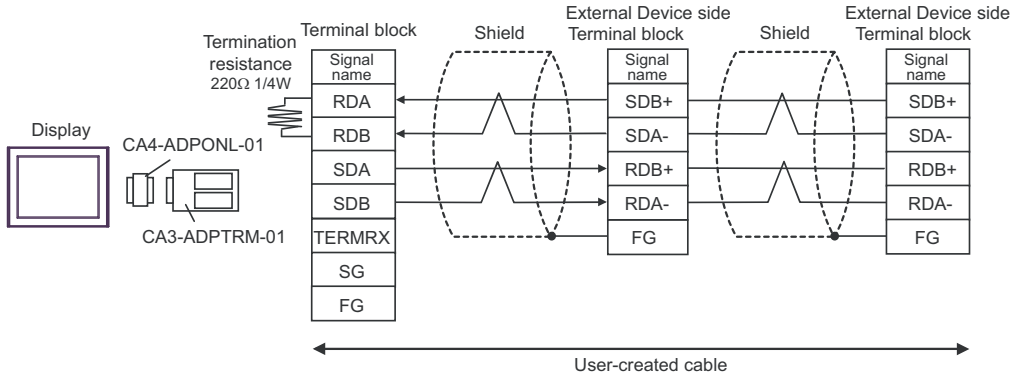 Display
CA4-ADPONL-01
CA3-ADPTRM-01
Termination
resistance
220Ω 1/4W
Terminal block
Signal
name
RDA
RDB
SDA
SDB
TERMRX
SG
FG
Shield
External Device side
Terminal block
Signal
name
SDB+
SDA-
RDB+
RDA-
FG
Shield
External Device side
Terminal block
Signal
name
SDB+
SDA-
RDB+
RDA-
FG
User-created cable